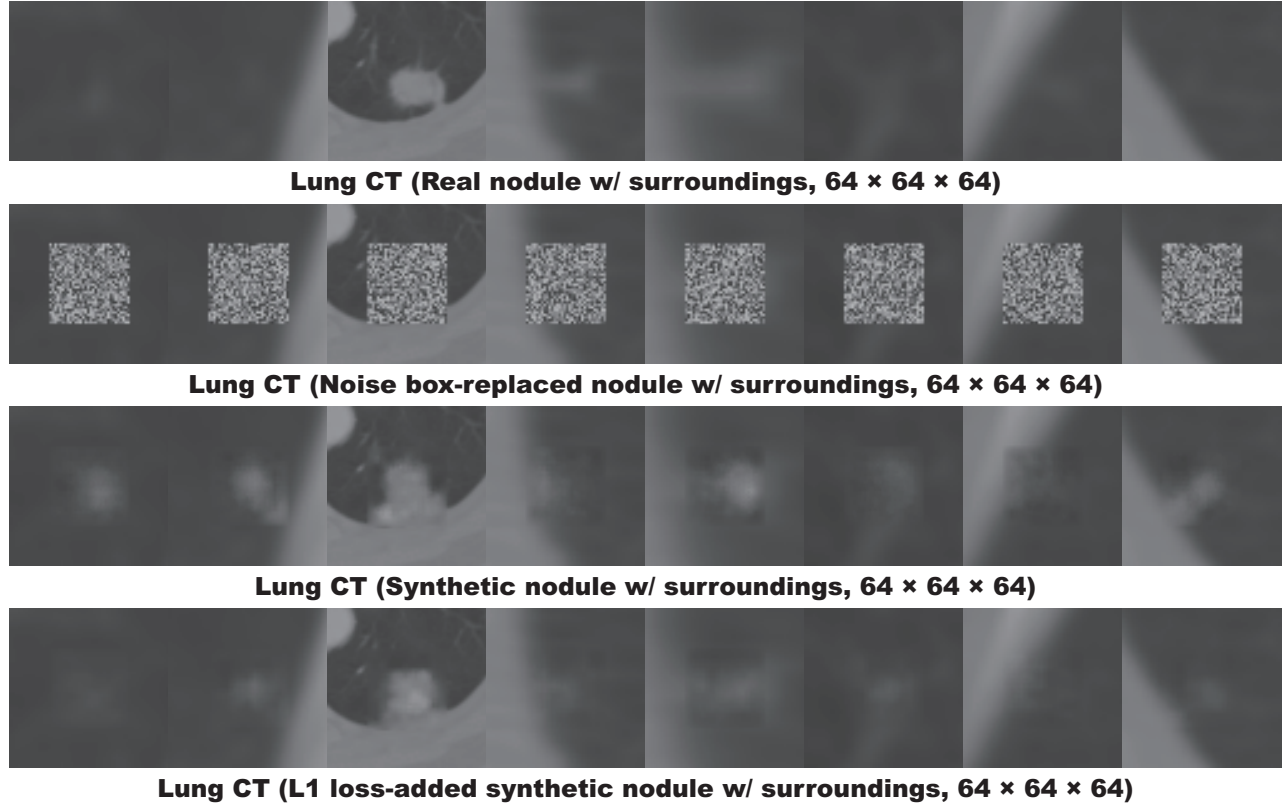 Lung CT (Real nodule w/ surroundings, 64 × 64 × 64)
Lung CT (Noise box-replaced nodule w/ surroundings, 64 × 64 × 64)
Lung CT (Synthetic nodule w/ surroundings, 64 × 64 × 64)
Lung CT (L1 loss-added synthetic nodule w/ surroundings, 64 × 64 × 64)